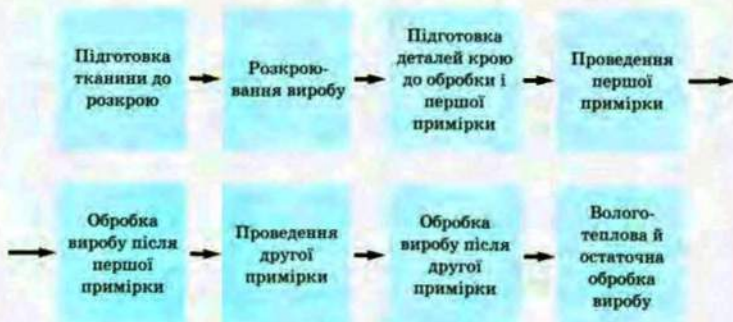 Підготовка
тканини до
розкрою
Розкрою-
вання виробу
Підготовка
деталей крою
до обробки і
першої
примірки
Проведення
першої
примірки
Обробка
виробу після
першої
примірки
Проведення
другої
примірки
Обробка
виробу після
другої
примірки
Волого-
теплова й
остаточна
обробка
виробу